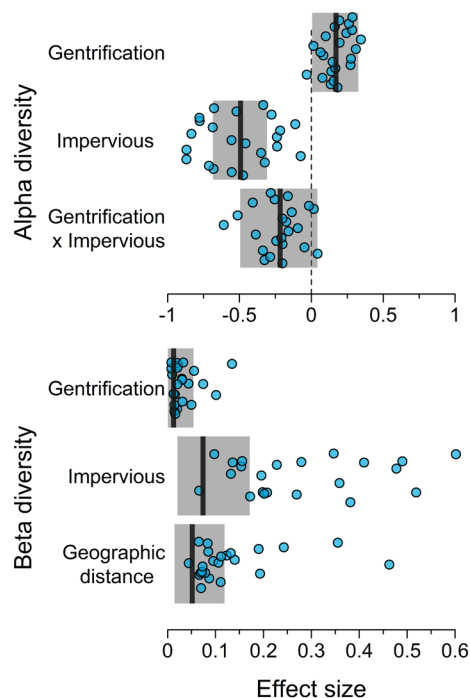 Alpha diversity
Gentrification
Impervious
Gentrification
x Impervious
-1
-0.5
0
0.5
1
Beta diversity
Gentrification
Impervious
Geographic
distance
0
0.1
0.2
0.3
0.4
0.5
0.6
Effect size